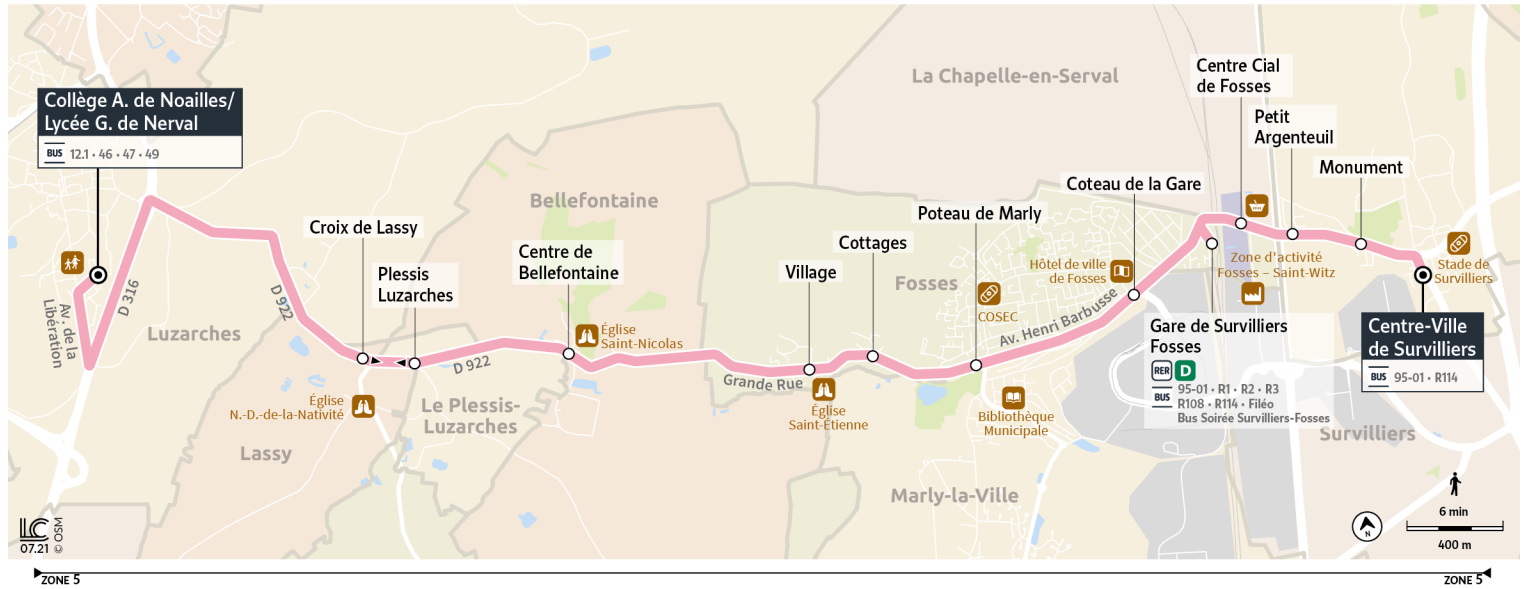 Collège A. de Noailles/
Lycée G. de Nerval
BUS 12.1 • 46 • 47 • 49
Av. de la
Libération
D 316
Luzarches
D 922
Croix de Lassy
Plessis
Luzarches
Église
N.-D.-de-la-Nativité
Lassy
D 922
Le Plessis-
Luzarches
Bellefontaine
Centre de
Bellefontaine
Église
Saint-Nicolas
Grande Rue
Village
Église
Saint-Étienne
Cottages
Fosses
Poteau de Marly
COSEC
Bibliothèque
Municipale
Marly-la-Ville
La Chapelle-en-Serval
Av. Henri Barbusse
Hôtel de ville
de Fosses
Coteau de la Gare
Gare de Survilliers
Fosses
RER D
BUS 95-01 • R1 • R2 • R3
R108 • R114 • Filéo
Bus Soirée Survilliers-Fosses
Centre Cial
de Fosses
Zone d'activité
Fosses – Saint-Witz
Petit
Argenteuil
Monument
Stade de
Survilliers
Centre-Ville
de Survilliers
BUS 95-01 • R114
Survilliers
6 min
N
400 m
LC
07.21
© OSM
ZONE 5
ZONE 5